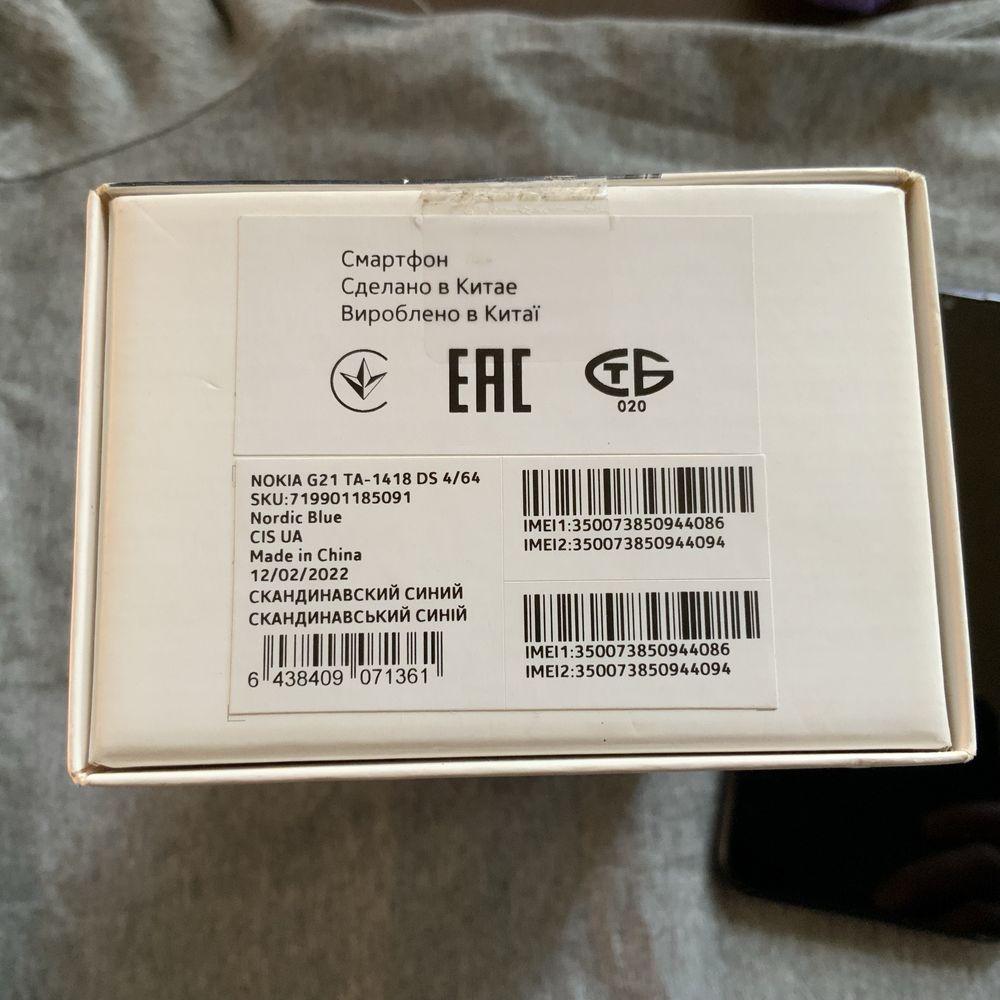 Смартфон
Сделано в Китае
Вироблено в Китаї
EAC
СТБ
020
NOKIA G21 TA-1418 DS 4/64
SKU:719901185091
Nordic Blue
CIS UA
Made in China
12/02/2022
СКАНДИНАВСКИЙ СИНИЙ
СКАНДИНАВСЬКИЙ СИНІЙ
6 438409 071361
IMEI1:350073850944086
IMEI2:350073850944094
IMEI1:350073850944086
IMEI2:350073850944094